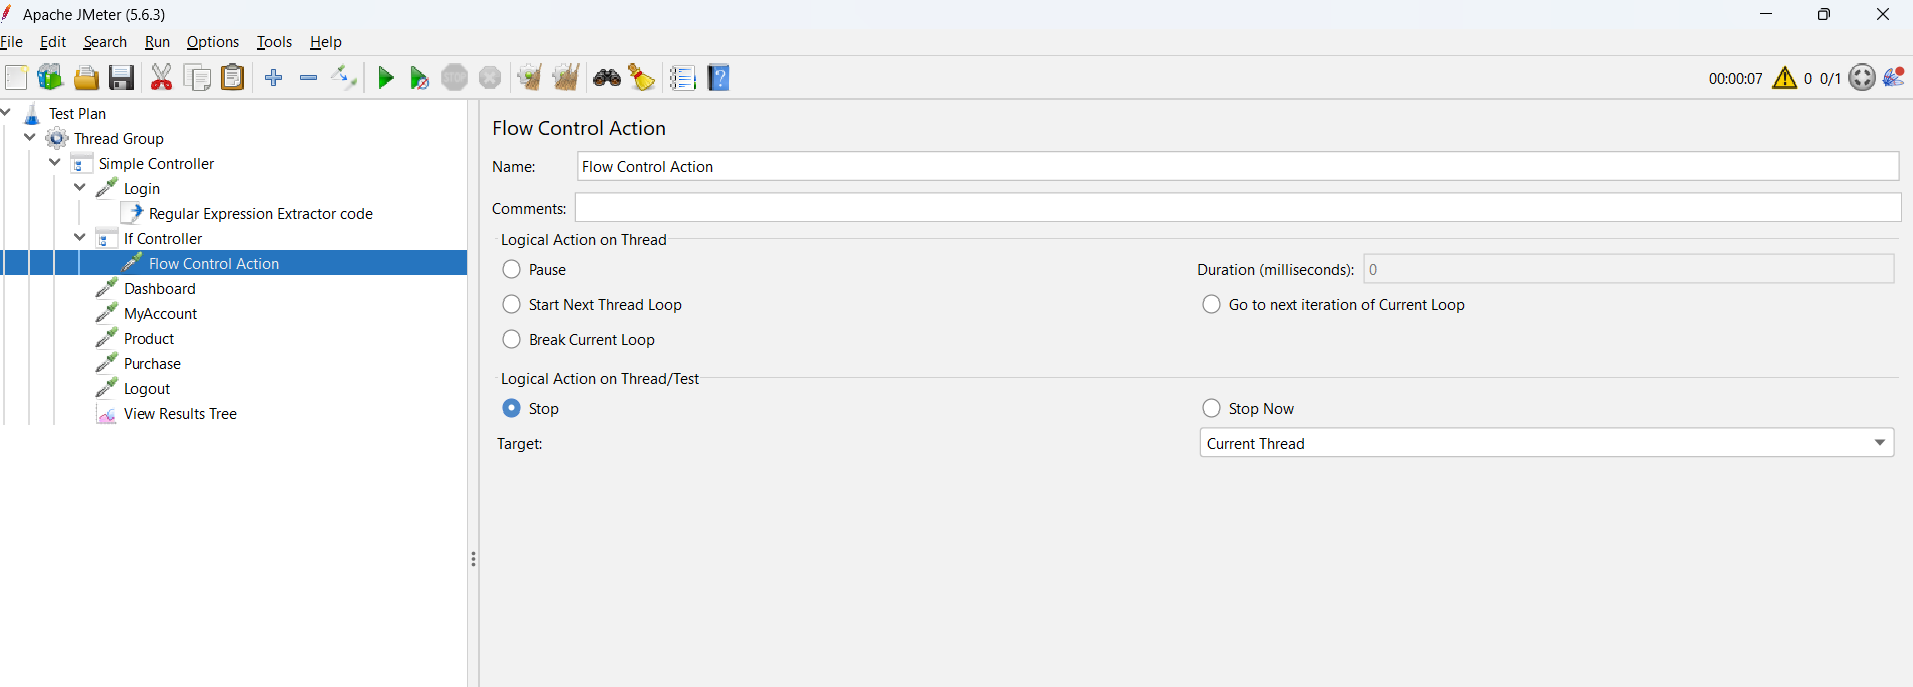 Apache JMeter (5.6.3)
File Edit Search Run Options Tools Help
STOP
00:00:07 0 0/1
Test Plan
Thread Group
Simple Controller
Login
Regular Expression Extractor code
If Controller
Flow Control Action
Dashboard
MyAccount
Product
Purchase
Logout
View Results Tree
Flow Control Action
Name: Flow Control Action
Comments:
Logical Action on Thread
Pause Duration (milliseconds): 0
Start Next Thread Loop Go to next iteration of Current Loop
Break Current Loop
Logical Action on Thread/Test
Stop Stop Now
Target: Current Thread